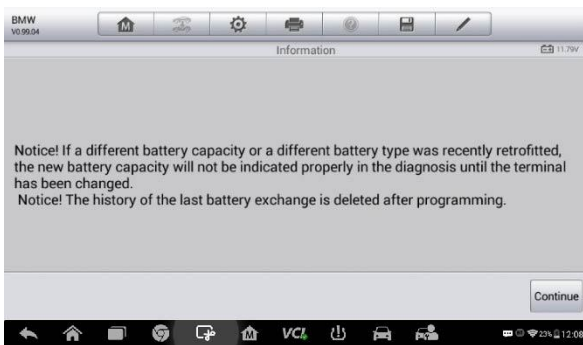 BMW
V0.99.04
Information
11.79V
Notice! If a different battery capacity or a different battery type was recently retrofitted,
the new battery capacity will not be indicated properly in the diagnosis until the terminal
has been changed.
Notice! The history of the last battery exchange is deleted after programming.
Continue
VCI
23%
12:08